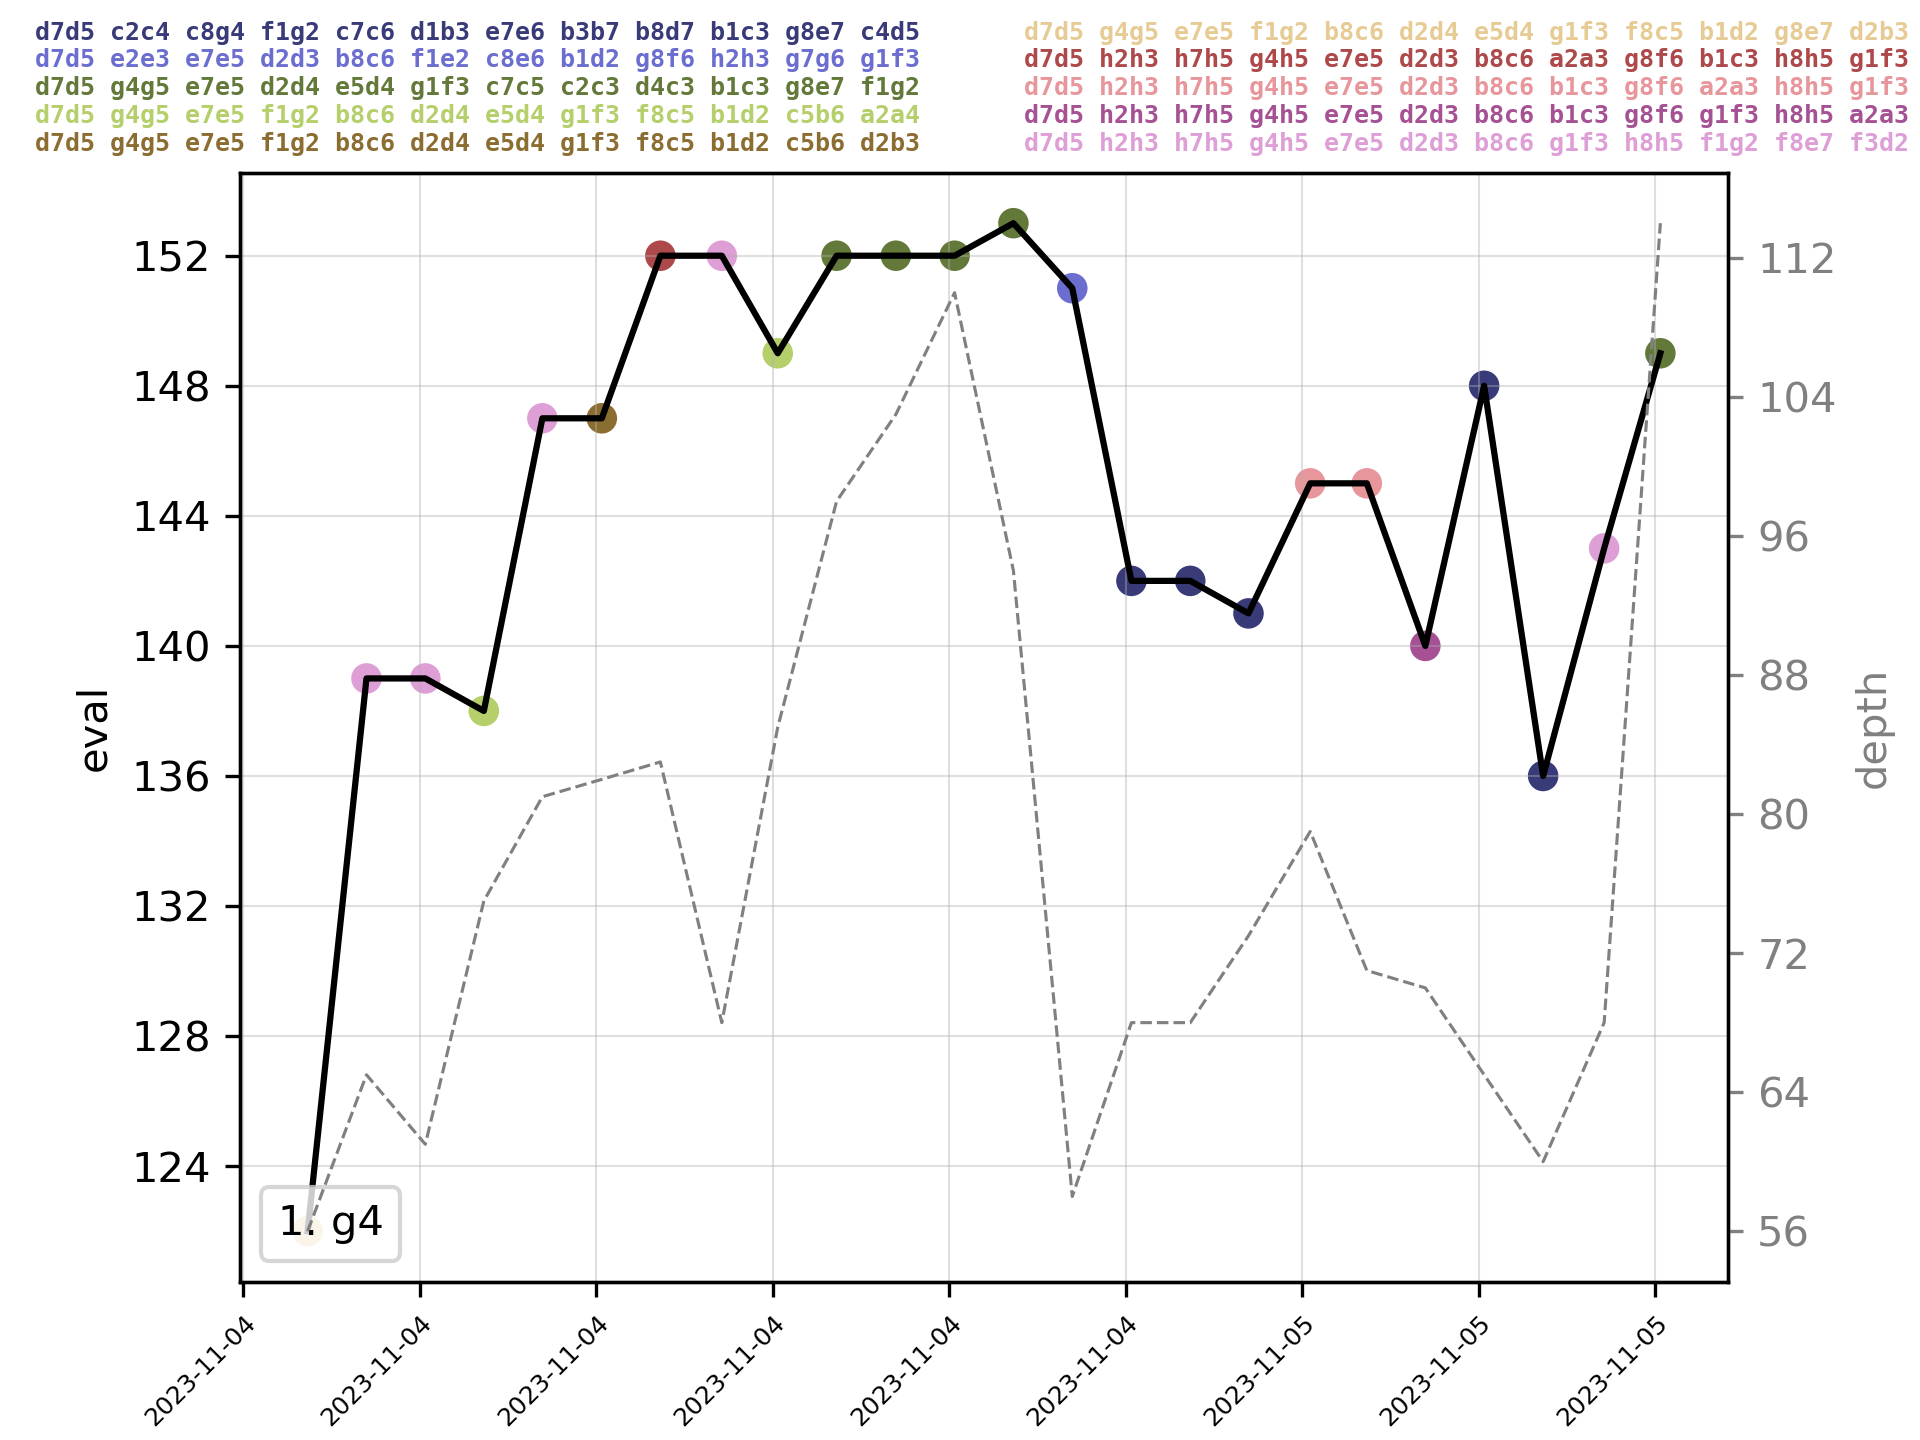 d7d5 c2c4 c8g4 f1g2 c7c6 d1b3 e7e6 b3b7 b8d7 b1c3 g8e7 c4d5
d7d5 e2e3 e7e5 d2d3 b8c6 f1e2 c8e6 b1d2 g8f6 h2h3 g7g6 g1f3
d7d5 g4g5 e7e5 d2d4 e5d4 g1f3 c7c5 c2c3 d4c3 b1c3 g8e7 f1g2
d7d5 g4g5 e7e5 f1g2 b8c6 d2d4 e5d4 g1f3 f8c5 b1d2 c5b6 a2a4
d7d5 g4g5 e7e5 f1g2 b8c6 d2d4 e5d4 g1f3 f8c5 b1d2 c5b6 d2b3
d7d5 g4g5 e7e5 f1g2 b8c6 d2d4 e5d4 g1f3 f8c5 b1d2 g8e7 d2b3
d7d5 h2h3 h7h5 g4h5 e7e5 d2d3 b8c6 a2a3 g8f6 b1c3 h8h5 g1f3
d7d5 h2h3 h7h5 g4h5 e7e5 d2d3 b8c6 b1c3 g8f6 a2a3 h8h5 g1f3
d7d5 h2h3 h7h5 g4h5 e7e5 d2d3 b8c6 b1c3 g8f6 g1f3 h8h5 a2a3
d7d5 h2h3 h7h5 g4h5 e7e5 d2d3 b8c6 g1f3 h8h5 f1g2 f8e7 f3d2
152
148
144
140
136
132
128
124
eval
112
104
96
88
80
72
64
56
depth
1. g4
2023-11-04
2023-11-04
2023-11-04
2023-11-04
2023-11-04
2023-11-04
2023-11-05
2023-11-05
2023-11-05